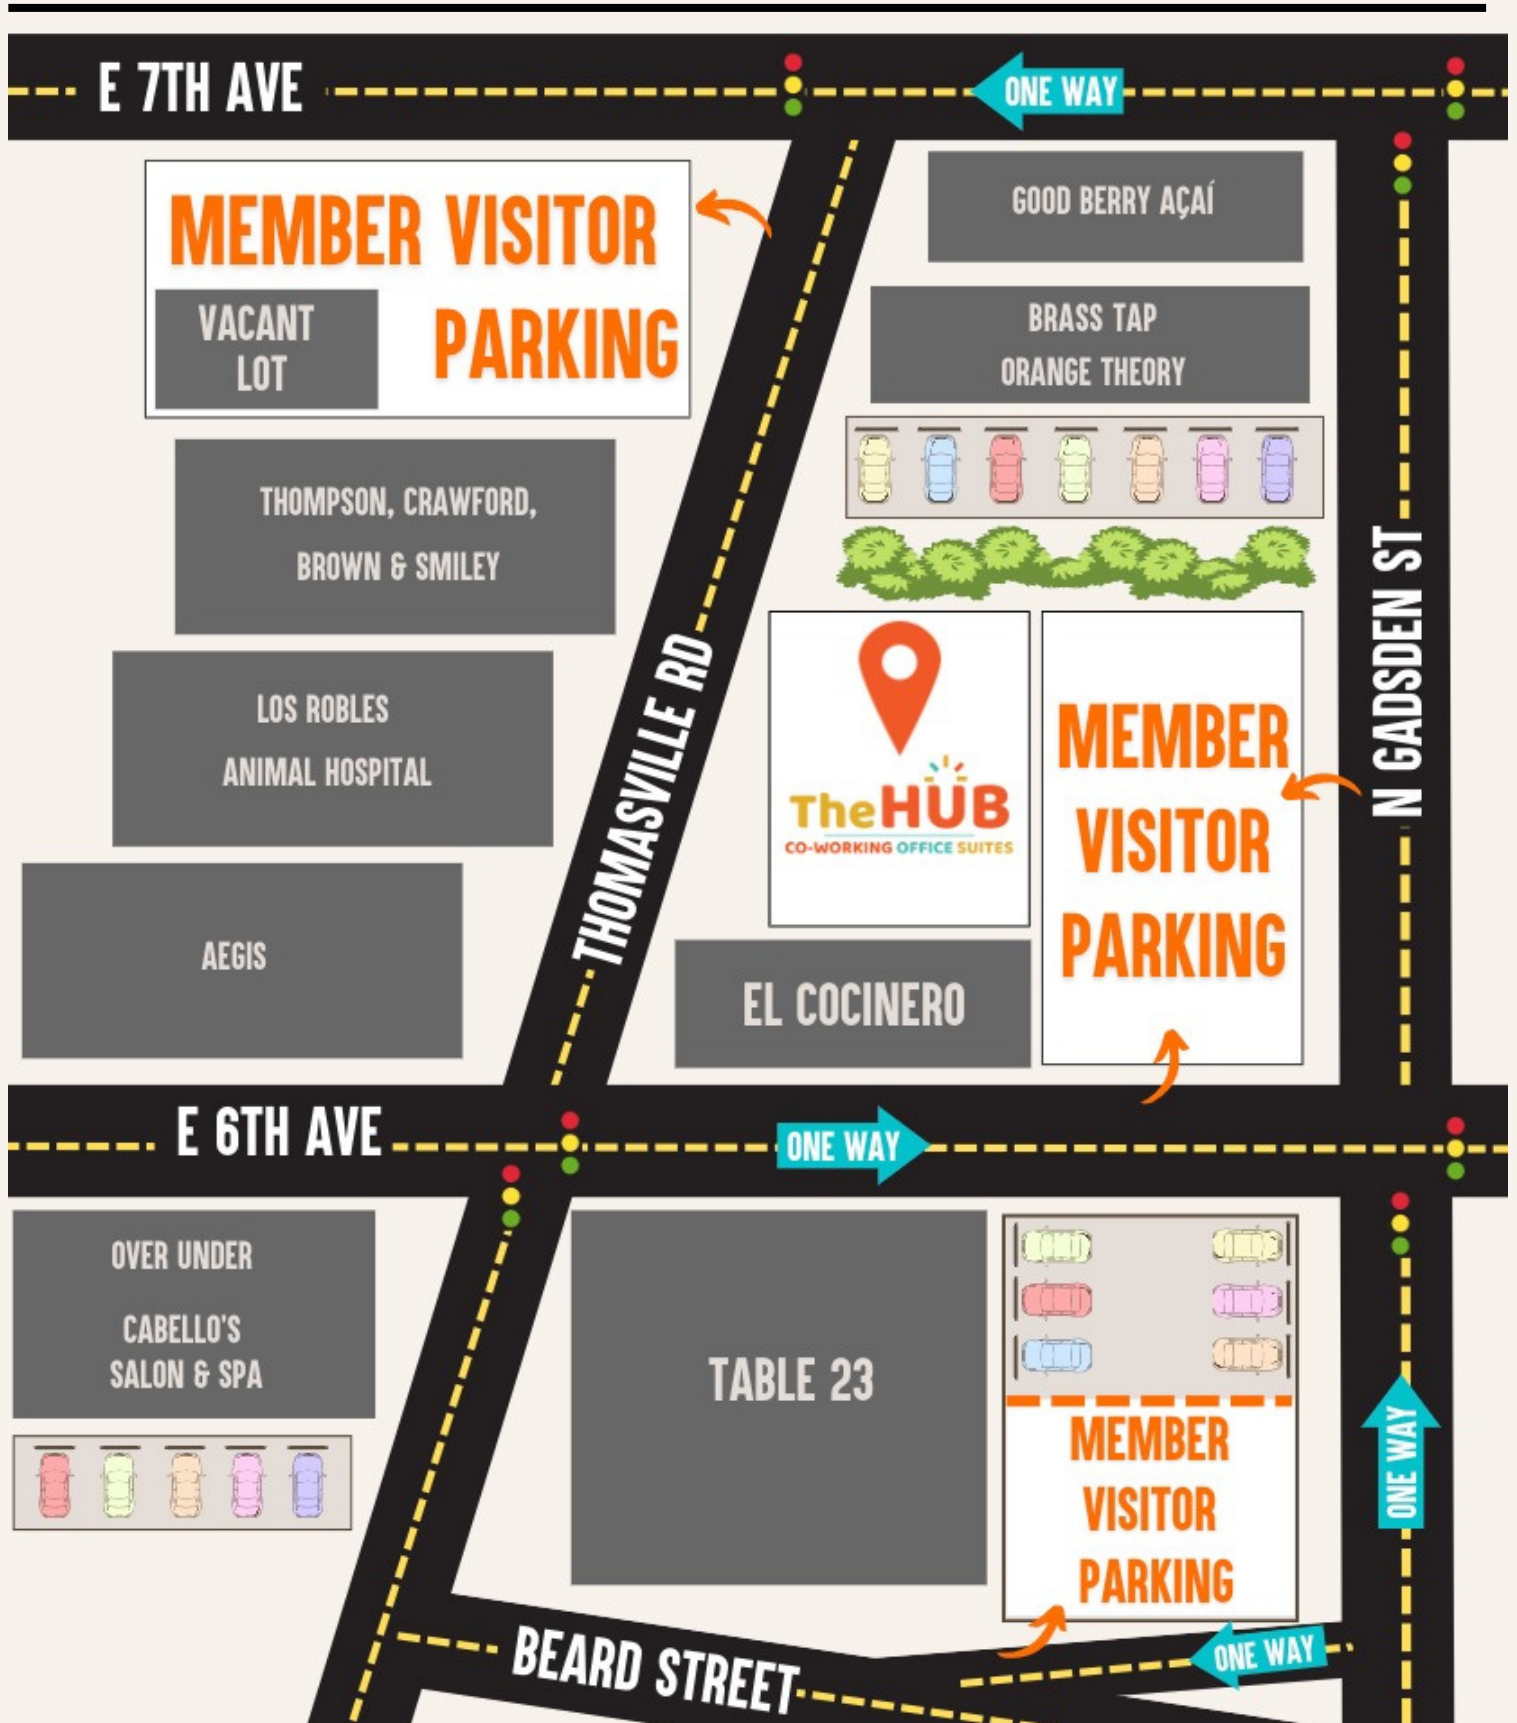 E 7TH AVE
ONE WAY
MEMBER VISITOR
PARKING
VACANT
LOT
GOOD BERRY AÇAÍ
BRASS TAP
ORANGE THEORY
THOMPSON, CRAWFORD,
BROWN & SMILEY
N GADSDEN ST
THOMASVILLE RD
LOS ROBLES
ANIMAL HOSPITAL
TheHUB
CO-WORKING OFFICE SUITES
MEMBER
VISITOR
PARKING
AEGIS
EL COCINERO
E 6TH AVE
ONE WAY
OVER UNDER
CABELLO'S
SALON & SPA
TABLE 23
MEMBER
VISITOR
PARKING
ONE WAY
BEARD STREET
ONE WAY